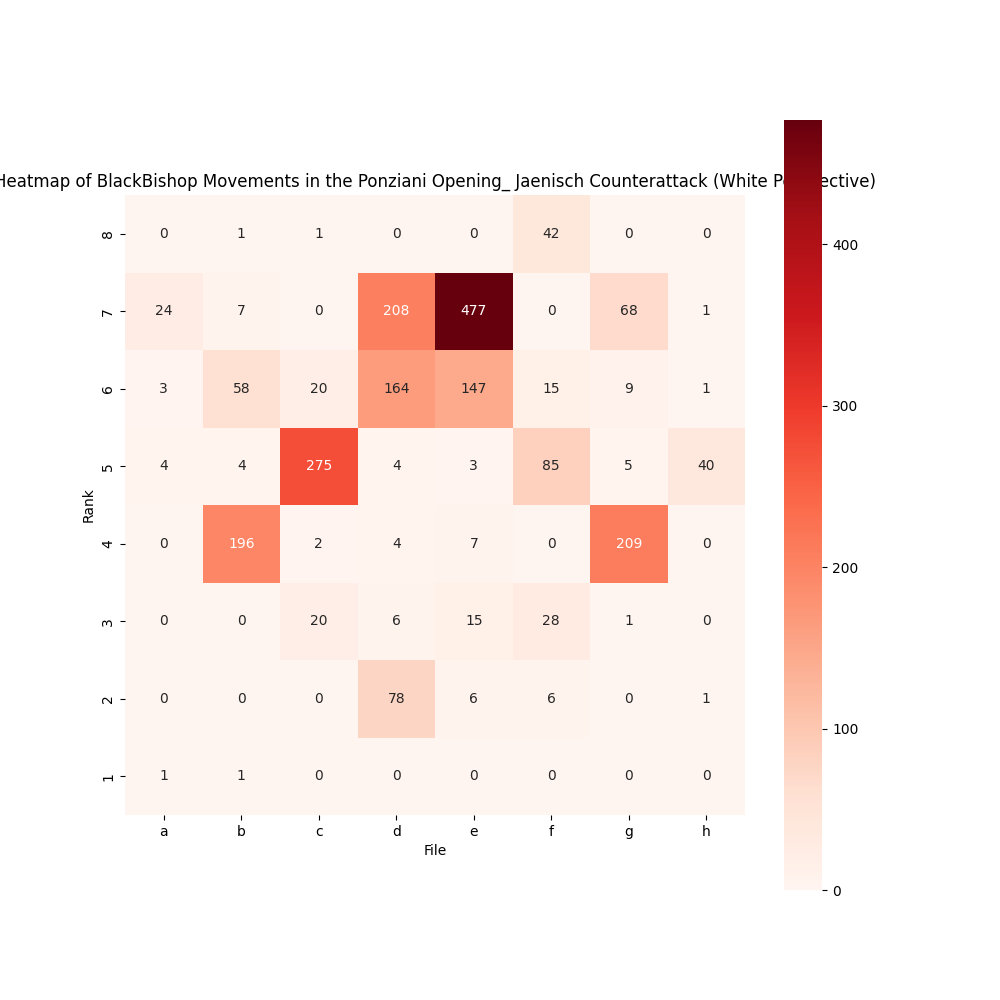 Heatmap of BlackBishop Movements in the Ponziani Opening_ Jaenisch Counterattack (White P ective)
8 0 1 1 0 0 42 0 0
7 24 7 0 208 477 0 68 1
6 3 58 20 164 147 15 9 1
5 4 4 275 4 3 85 5 40
4 0 196 2 4 7 0 209 0
3 0 0 20 6 15 28 1 0
2 0 0 0 78 6 6 0 1
1 1 1 0 0 0 0 0 0
a b c d e f g h
File
Rank
400
300
200
100
0